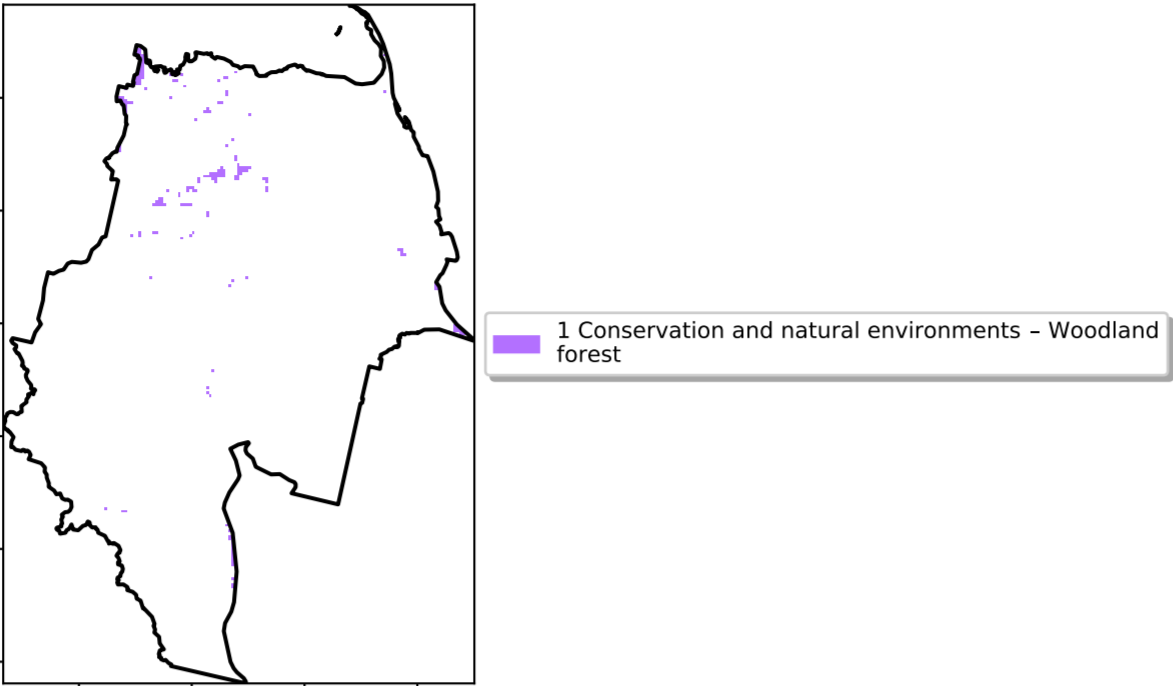 1 Conservation and natural environments – Woodland
forest